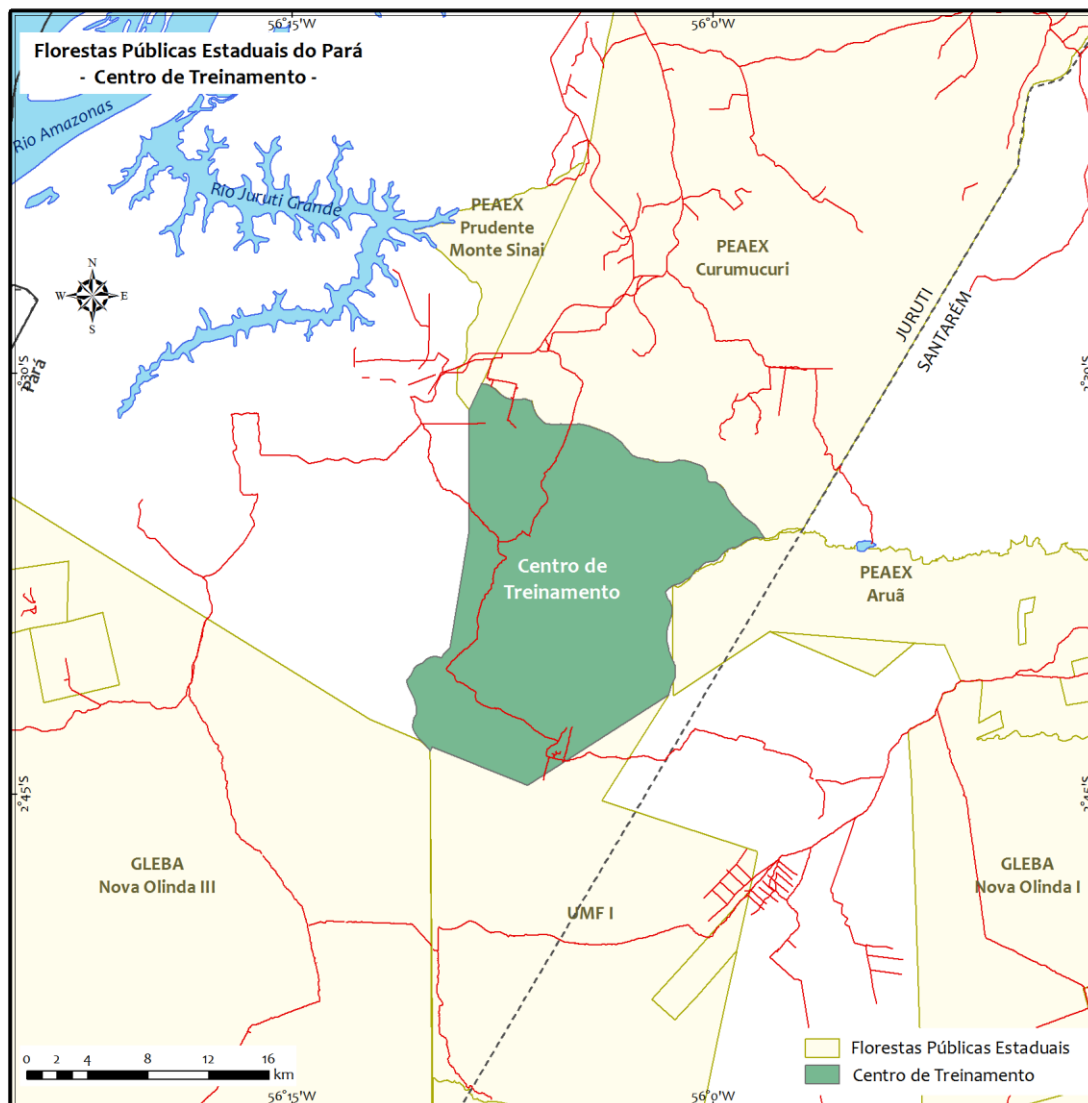 56°15'W
56°0'W
Florestas Públicas Estaduais do Pará
- Centro de Treinamento -
Rio Amazonas
Rio Juruti Grande
PEAEX
Prudente
Monte Sinai
PEAEX
Curumucuri
N
W
E
S
JURUTI
SANTARÉM
2°30'S
Pará
2°30'S
Centro de
Treinamento
PEAEX
Aruã
2°45'S
2°45'S
GLEBA
Nova Olinda III
UMF I
GLEBA
Nova Olinda I
0 2 4 8 12 16
km
Florestas Públicas Estaduais
Centro de Treinamento
56°15'W
56°0'W